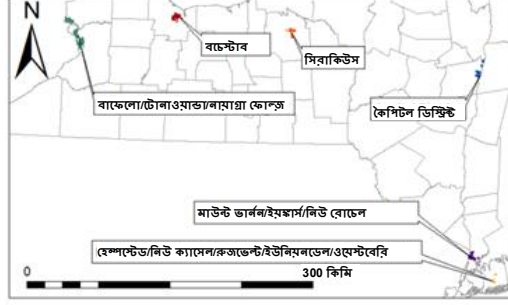 N
রচেস্টার
সিরাকিউস
বাফেলো/টোনাওয়ান্ডা/নায়াগ্রা ফোল্জ
কৈপিটল ডিস্ট্রিক্ট
মাউন্ট ভার্নন/ইয়ঙ্কার্স/নিউ রোচেল
হেম্পস্টেড/নিউ ক্যাসেল/রুজভেল্ট/ইউনিয়নডেল/ওয়েস্টবেরি
0 300 কিমি